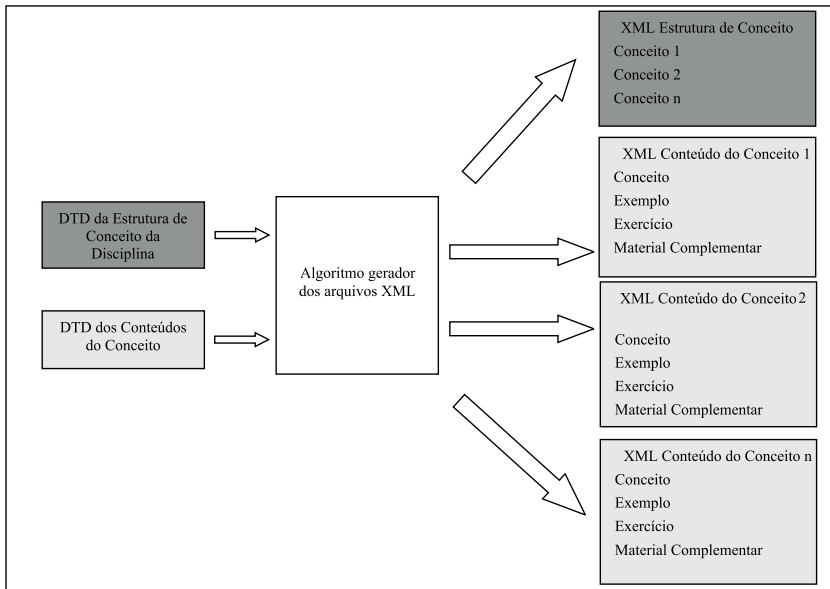 DTD da Estrutura de
Conceito da
Disciplina
DTD dos Conteúdos
do Conceito
Algoritmo gerador
dos arquivos XML
XML Estrutura de Conceito
Conceito 1
Conceito 2
Conceito n
XML Conteúdo do Conceito 1
Conceito
Exemplo
Exercício
Material Complementar
XML Conteúdo do Conceito 2
Conceito
Exemplo
Exercício
Material Complementar
XML Conteúdo do Conceito n
Conceito
Exemplo
Exercício
Material Complementar